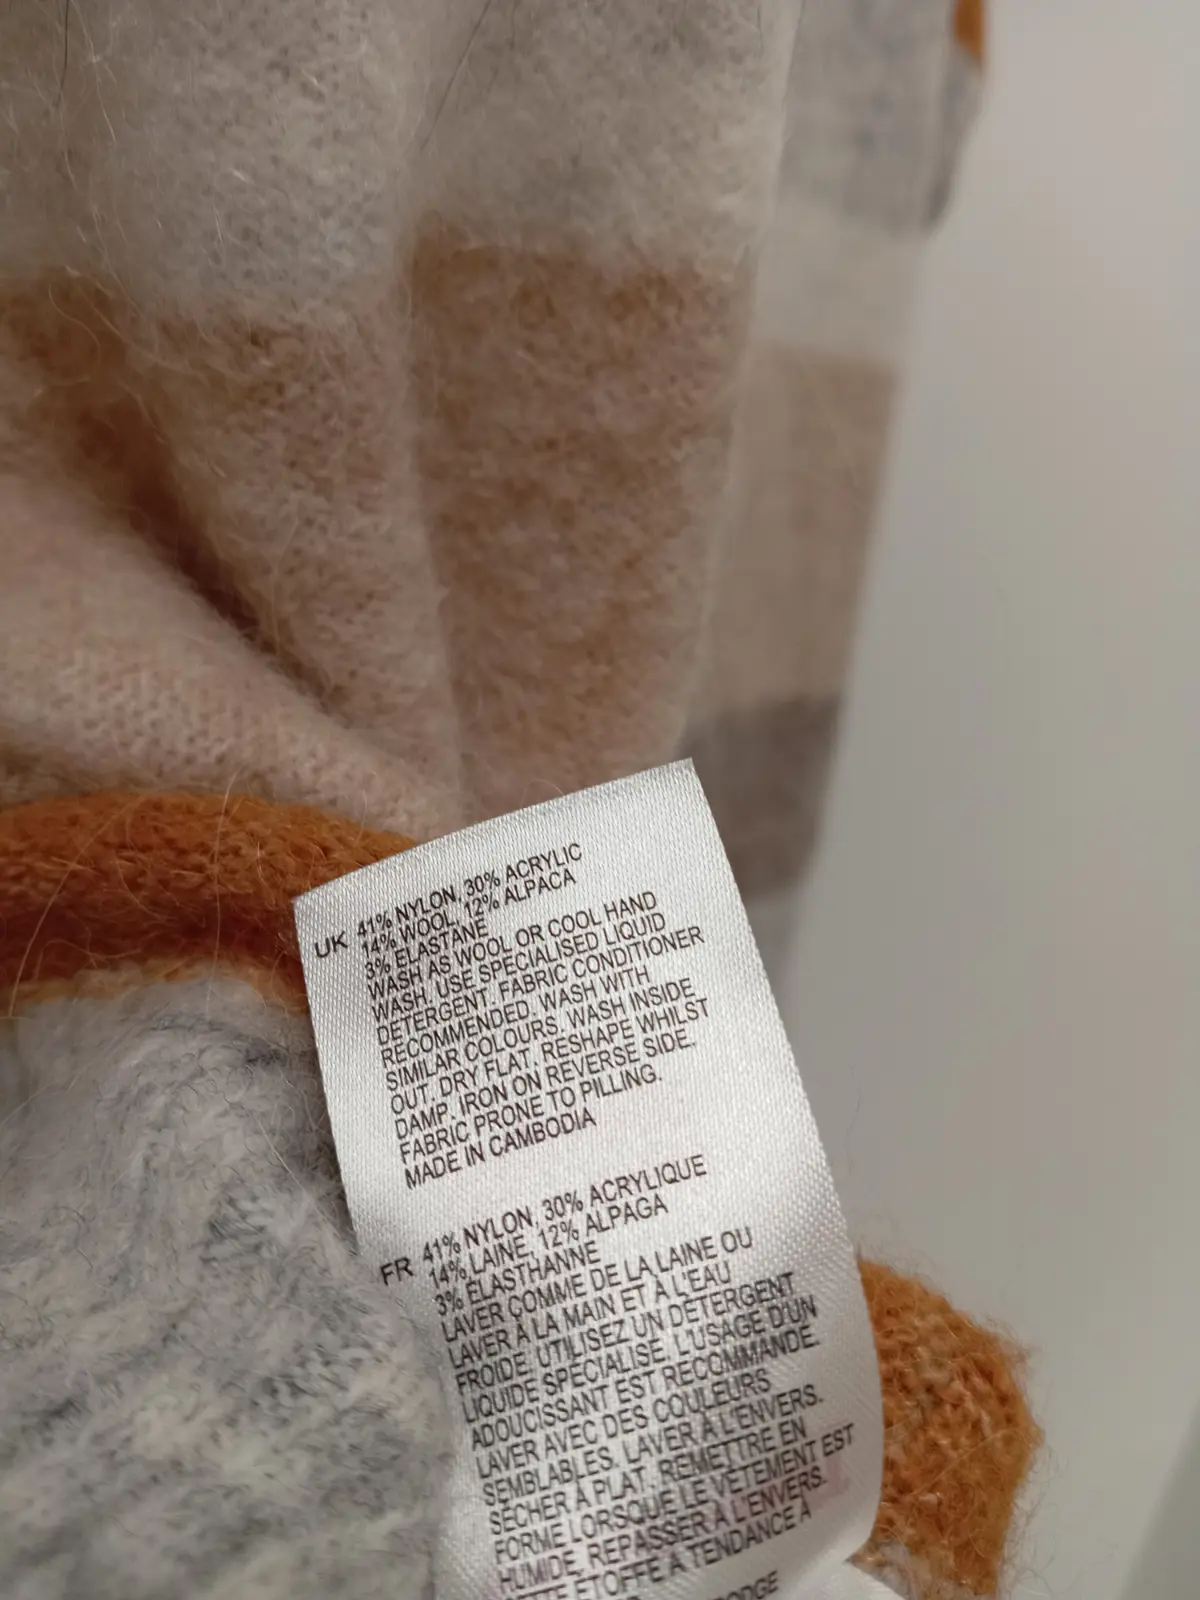 UK 41% NYLON, 30% ACRYLIC
14% WOOL, 12% ALPACA
3% ELASTANE
WASH AS WOOL OR COOL HAND
WASH. USE SPECIALISED LIQUID
DETERGENT. FABRIC CONDITIONER
RECOMMENDED. WASH WITH
SIMILAR COLOURS. WASH INSIDE
OUT. DRY FLAT. RESHAPE WHILST
DAMP. IRON ON REVERSE SIDE.
FABRIC PRONE TO PILLING.
MADE IN CAMBODIA
FR 41% NYLON, 30% ACRYLIQUE
14% LAINE, 12% ALPAGA
3% ÉLASTHANNE
LAVER COMME DE LA LAINE OU
LAVER À LA MAIN ET À L'EAU
FROIDE. UTILISEZ UN DÉTERGENT
LIQUIDE SPÉCIALISÉ. L'USAGE D'UN
ADOUCISSANT EST RECOMMANDÉ.
LAVER AVEC DES COULEURS
SEMBLABLES. LAVER À L'ENVERS.
SÉCHER À PLAT. REMETTRE EN
FORME LORSQUE LE VÊTEMENT EST
HUMIDE. REPASSER À L'ENVERS.
ÉTOFFE A TENDANCE À